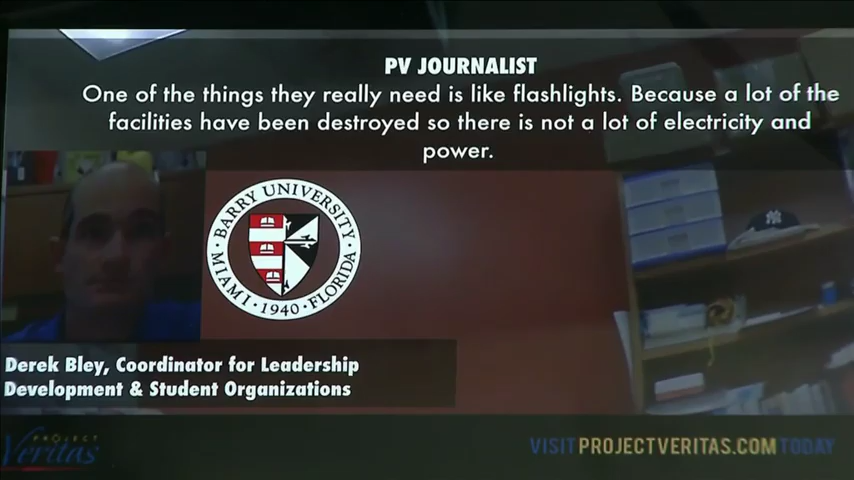 PV JOURNALIST
One of the things they really need is like flashlights. Because a lot of the
facilities have been destroyed so there is not a lot of electricity and
power.
BARRY UNIVERSITY
MIAMI · 1940 · FLORIDA
Derek Bley, Coordinator for Leadership
Development & Student Organizations
PROJECT
Veritas
VISIT PROJECTVERITAS.COM TODAY